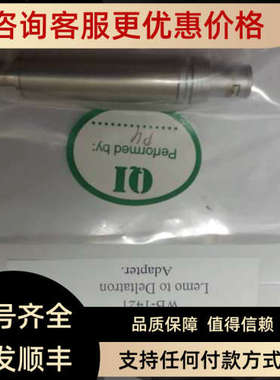 咨询客服更优惠价格
QI
Performed by:
PU
Lemo to Deltatron
Adapter.
WB-1421
号齐全
发顺丰
品质保障 值得信赖
支持任何付款方式